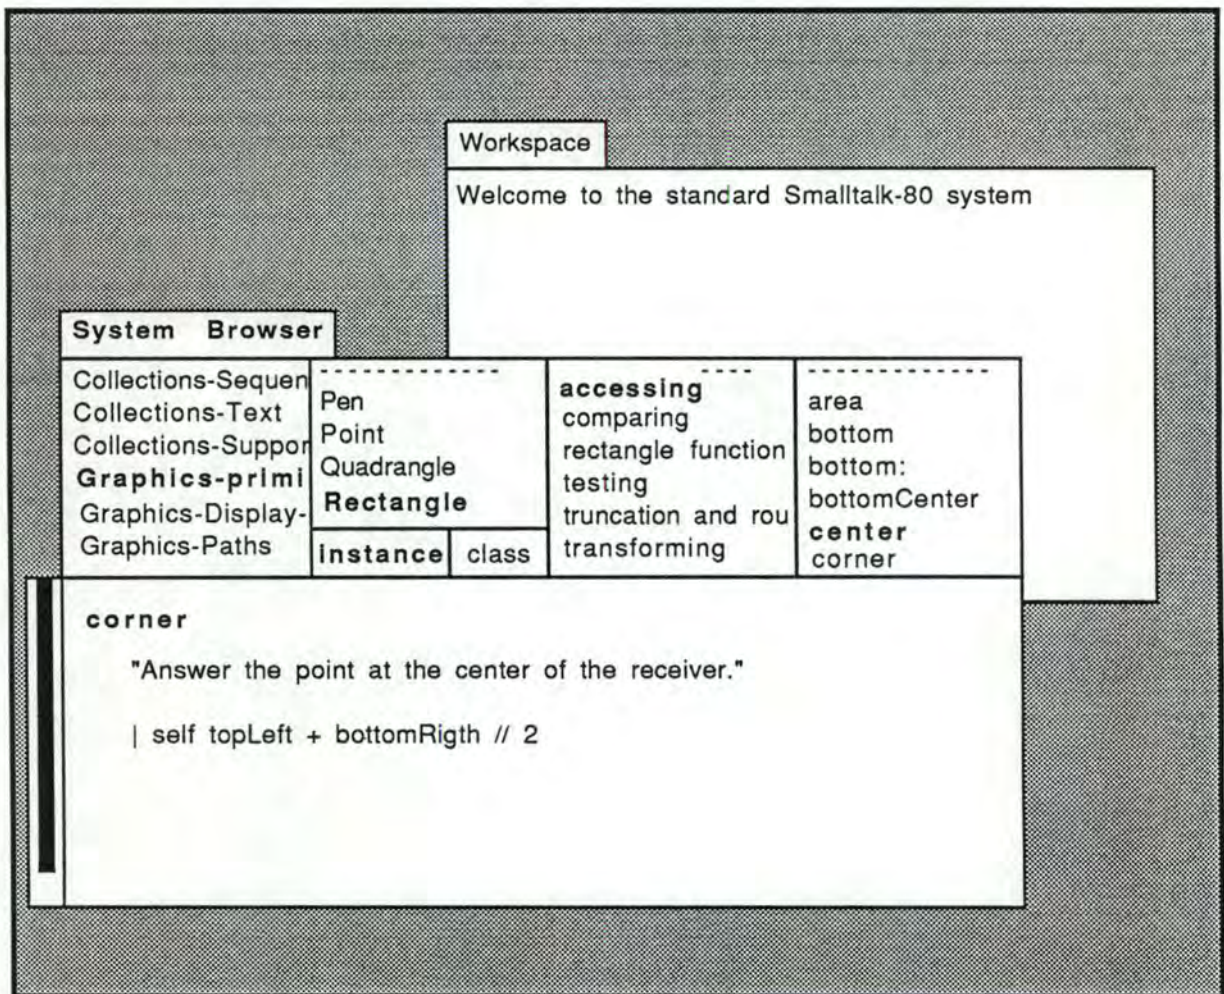 Workspace
Welcome to the standard Smalltalk-80 system
System Browser
Collections-Sequen
Collections-Text
Collections-Suppor
Graphics-primi
Graphics-Display-
Graphics-Paths
- - - - - - - - - - - - -
Pen
Point
Quadrangle
Rectangle
instance
class
- - - -
accessing
comparing
rectangle function
testing
truncation and rou
transforming
- - - - - - - - - - - - -
area
bottom
bottom:
bottomCenter
center
corner
corner
"Answer the point at the center of the receiver."
| self topLeft + bottomRigth // 2